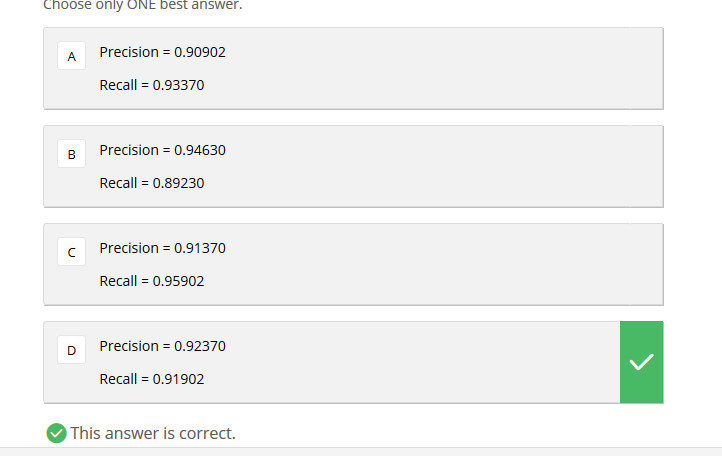 Choose only ONE best answer.
A
Precision = 0.90902
Recall = 0.93370
B
Precision = 0.94630
Recall = 0.89230
C
Precision = 0.91370
Recall = 0.95902
D
Precision = 0.92370
Recall = 0.91902
This answer is correct.